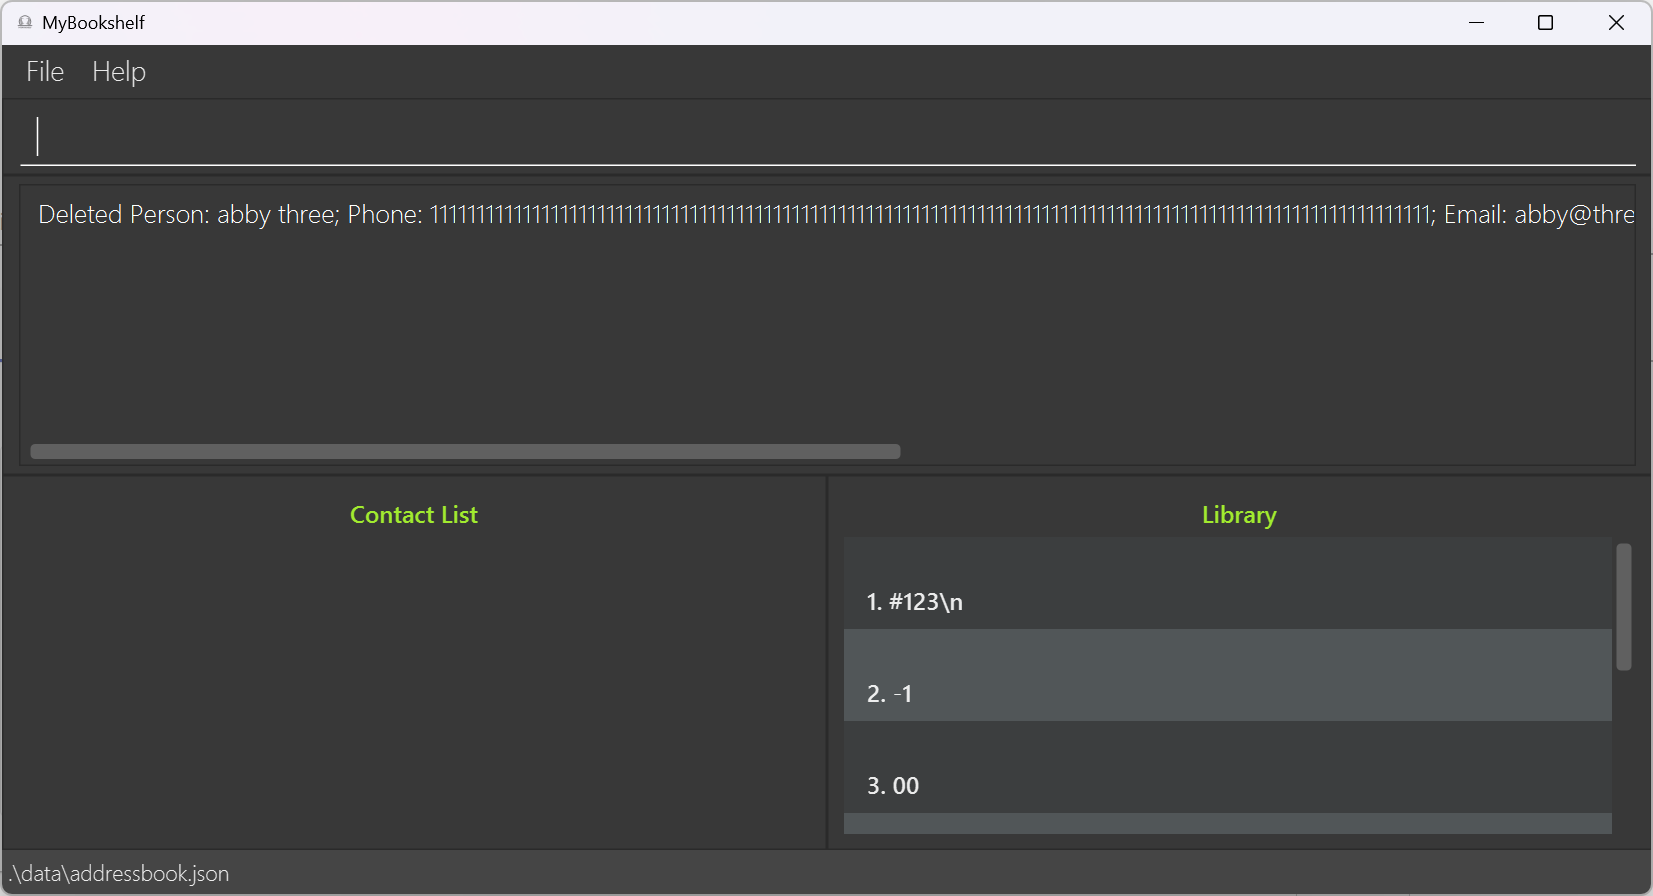 MyBookshelf
File Help
Deleted Person: abby three; Phone: 1111111111111111111111111111111111111111111111111111111111111111111111111111111111111111111111111111111111111; Email: abby@thre
Contact List
Library
1. #123\n
2. -1
3. 00
.\data\addressbook.json